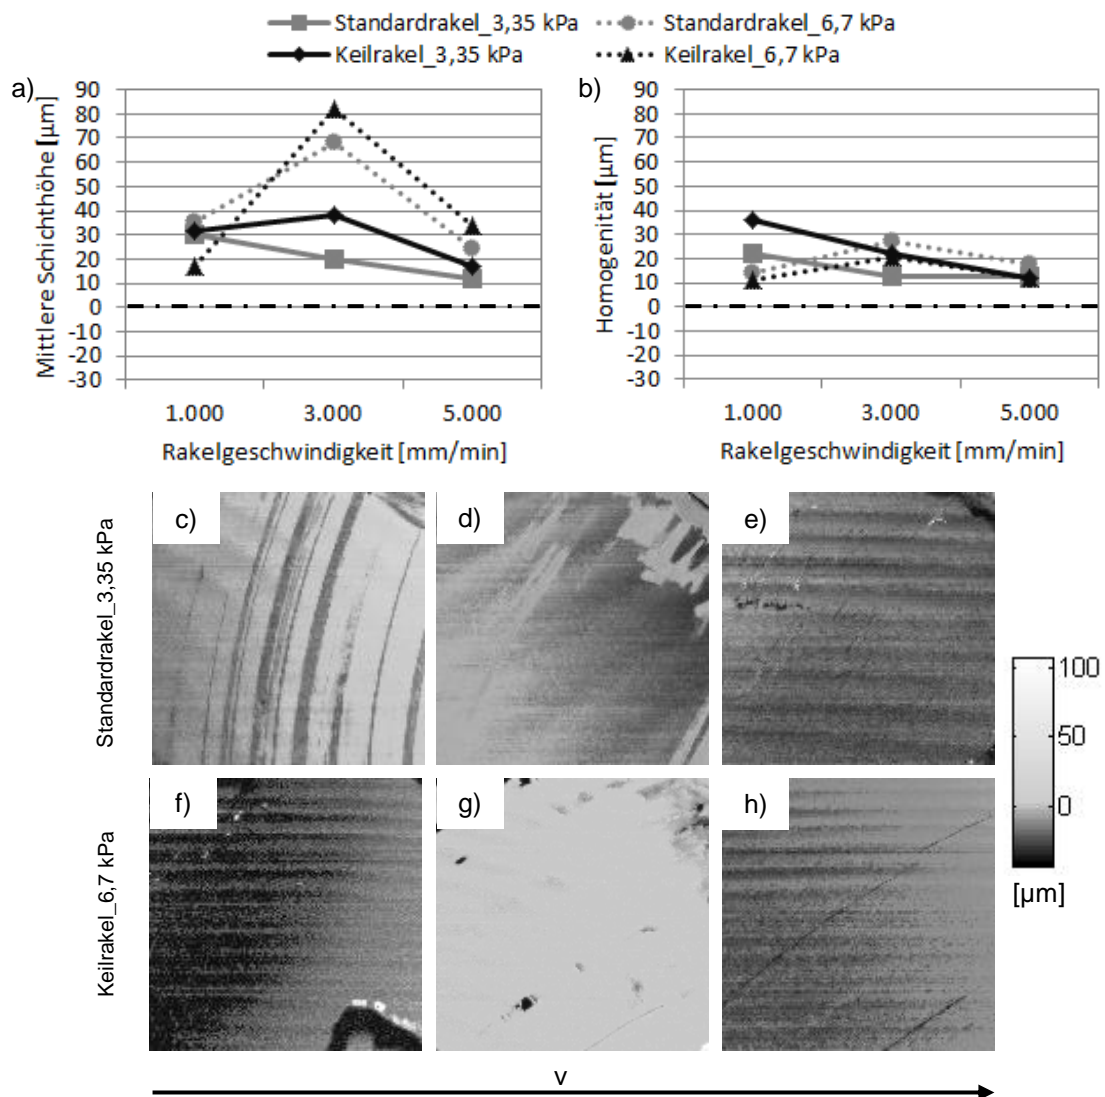 Standardrakel_3,35 kPa
Standardrakel_6,7 kPa
Keilrakel_3,35 kPa
Keilrakel_6,7 kPa
a)
Mittlere Schichthöhe [µm]
90
80
70
60
50
40
30
20
10
0
-10
-20
-30
1.000
3.000
5.000
Rakelgeschwindigkeit [mm/min]
b)
Homogenität [µm]
90
80
70
60
50
40
30
20
10
0
-10
-20
-30
1.000
3.000
5.000
Rakelgeschwindigkeit [mm/min]
Standardrakel_3,35 kPa
c)
d)
e)
Keilrakel_6,7 kPa
f)
g)
h)
100
50
0
[µm]
v